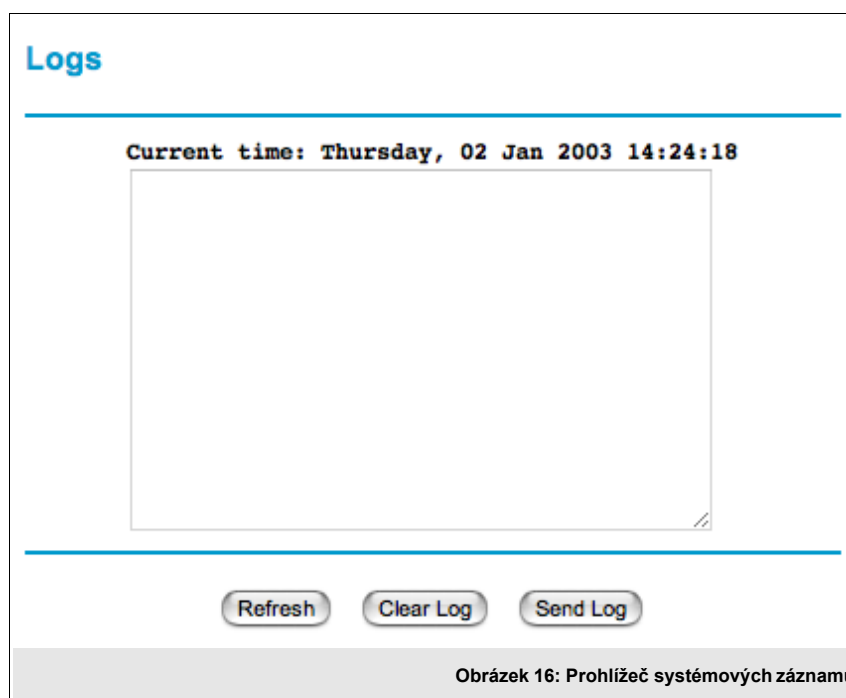 Logs
Current time: Thursday, 02 Jan 2003 14:24:18
Refresh Clear Log Send Log
Obrázek 16: Prohlížeč systémových záznamu